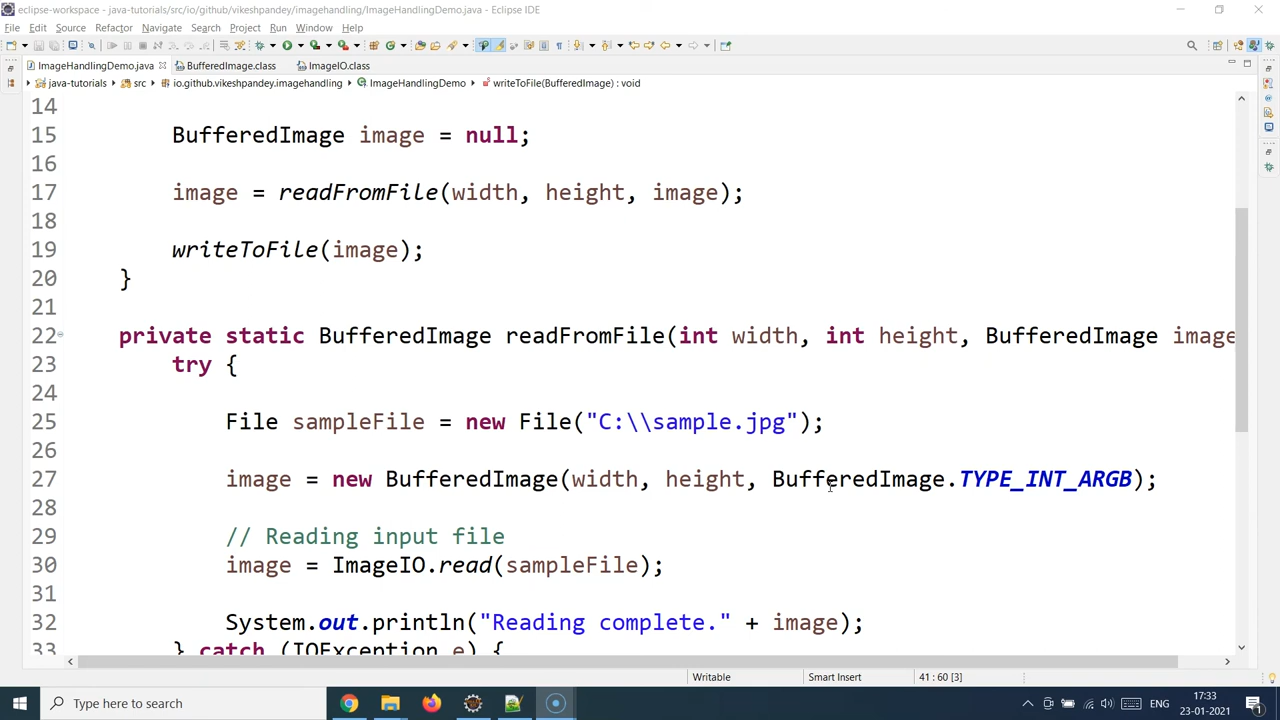 eclipse-workspace - java-tutorials/src/io/github/vikeshpandey/imagehandling/ImageHandlingDemo.java - Eclipse IDE
File Edit Source Refactor Navigate Search Project Run Window Help
ImageHandlingDemo.java BufferedImage.class ImageIO.class
java-tutorials src io.github.vikeshpandey.imagehandling ImageHandlingDemo writeToFile(BufferedImage) : void
14
15 BufferedImage image = null;
16
17 image = readFromFile(width, height, image);
18
19 writeToFile(image);
20 }
21
22 private static BufferedImage readFromFile(int width, int height, BufferedImage image
23 try {
24
25 File sampleFile = new File("C:\\sample.jpg");
26
27 image = new BufferedImage(width, height, BufferedImage.TYPE_INT_ARGB);
28
29 // Reading input file
30 image = ImageIO.read(sampleFile);
31
32 System.out.println("Reading complete." + image);
33 } catch (IOException e) {
Writable Smart Insert 41 : 60 [3]
Type here to search ENG 17:33
23-01-2021 1